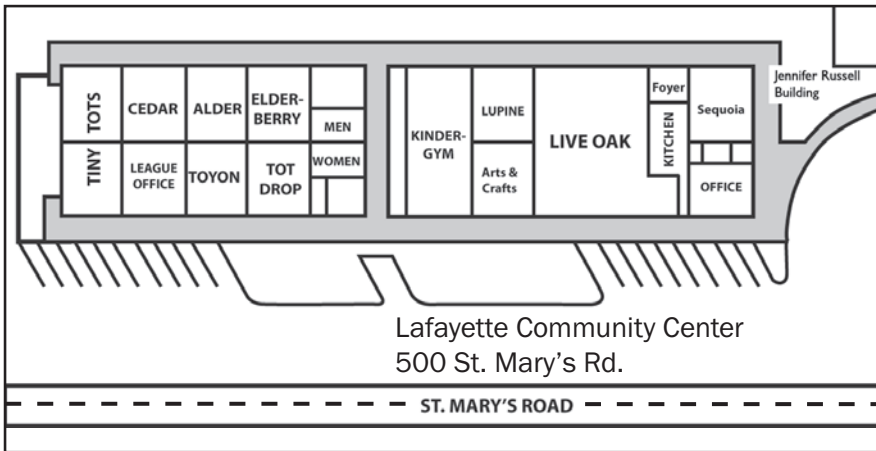 TINY TOTS
CEDAR
ALDER
ELDER-
BERRY
MEN
LEAGUE
OFFICE
TOYON
TOT
DROP
WOMEN
KINDER-
GYM
LUPINE
Arts &
Crafts
LIVE OAK
Foyer
KITCHEN
Sequoia
OFFICE
Jennifer Russell
Building
Lafayette Community Center
500 St. Mary's Rd.
ST. MARY'S ROAD